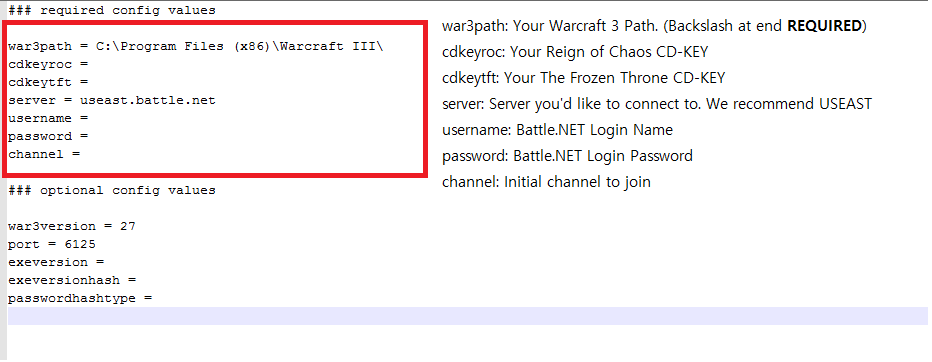 ### required config values
war3path = C:\Program Files (x86)\Warcraft III\
cdkeyroc =
cdkeytft =
server = useast.battle.net
username =
password =
channel =
### optional config values
war3version = 27
port = 6125
exeversion =
exeversionhash =
passwordhashtype =
war3path: Your Warcraft 3 Path. (Backslash at end REQUIRED)
cdkeyroc: Your Reign of Chaos CD-KEY
cdkeytft: Your The Frozen Throne CD-KEY
server: Server you'd like to connect to. We recommend USEAST
username: Battle.NET Login Name
password: Battle.NET Login Password
channel: Initial channel to join